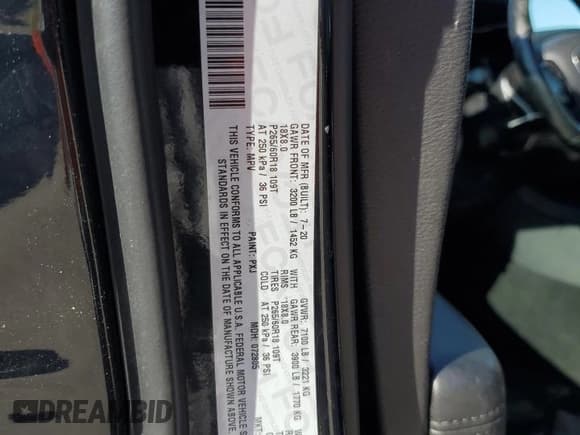 DATE OF MFR (BUILT): 7-20 GVWR: 7100 LB / 3221 KG
GAWR FRONT: 3200 LB / 1452 KG WITH GAWR REAR: 3900 LB / 1770 KG
18X8.0 RIMS 18X8.0
P265/60R18 109T TIRES P265/60R18 109T
AT 250 kPa / 36 PSI COLD AT 250 kPa / 36 PSI
TYPE: MPV MKT:
PAINT: PXJ MDH: 072805
THIS VEHICLE CONFORMS TO ALL APPLICABLE U.S.A. FEDERAL MOTOR VEHICLE S
STANDARDS IN EFFECT ON THE DATE OF MANUFACTURE SHOWN ABOVE.
DREAMBID